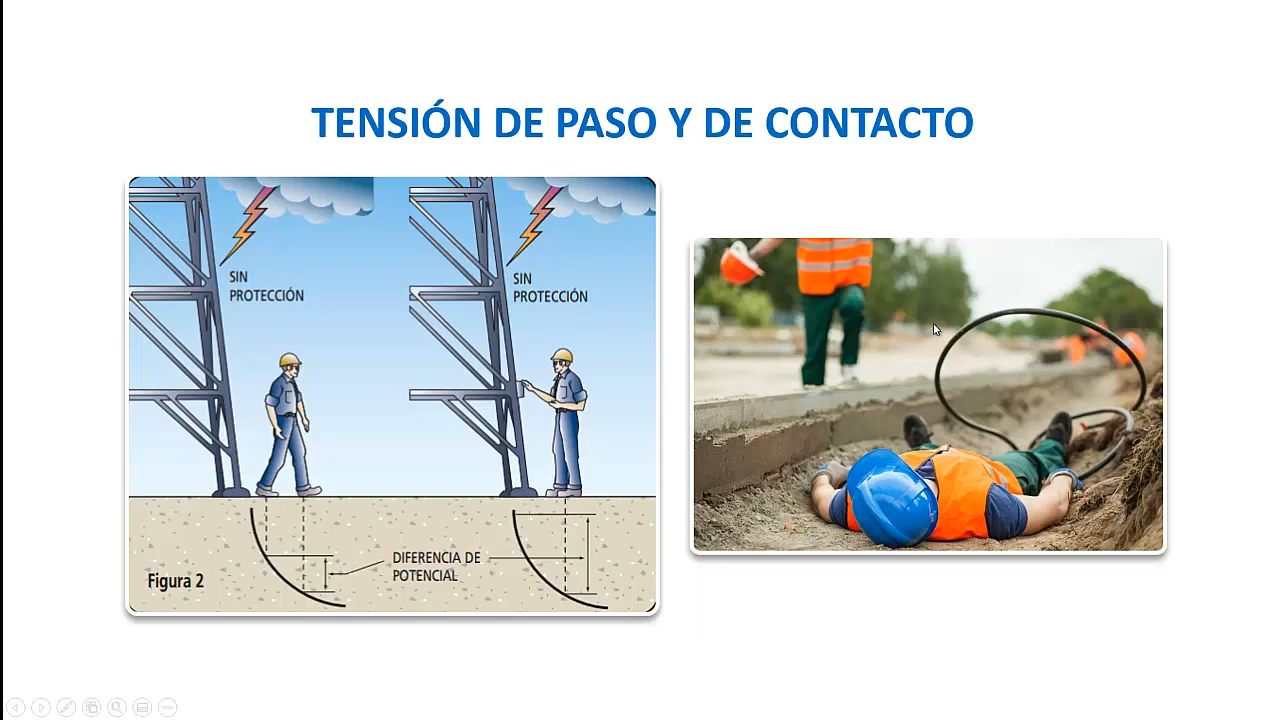 TENSIÓN DE PASO Y DE CONTACTO
SIN
PROTECCIÓN
SIN
PROTECCIÓN
DIFERENCIA DE
POTENCIAL
Figura 2